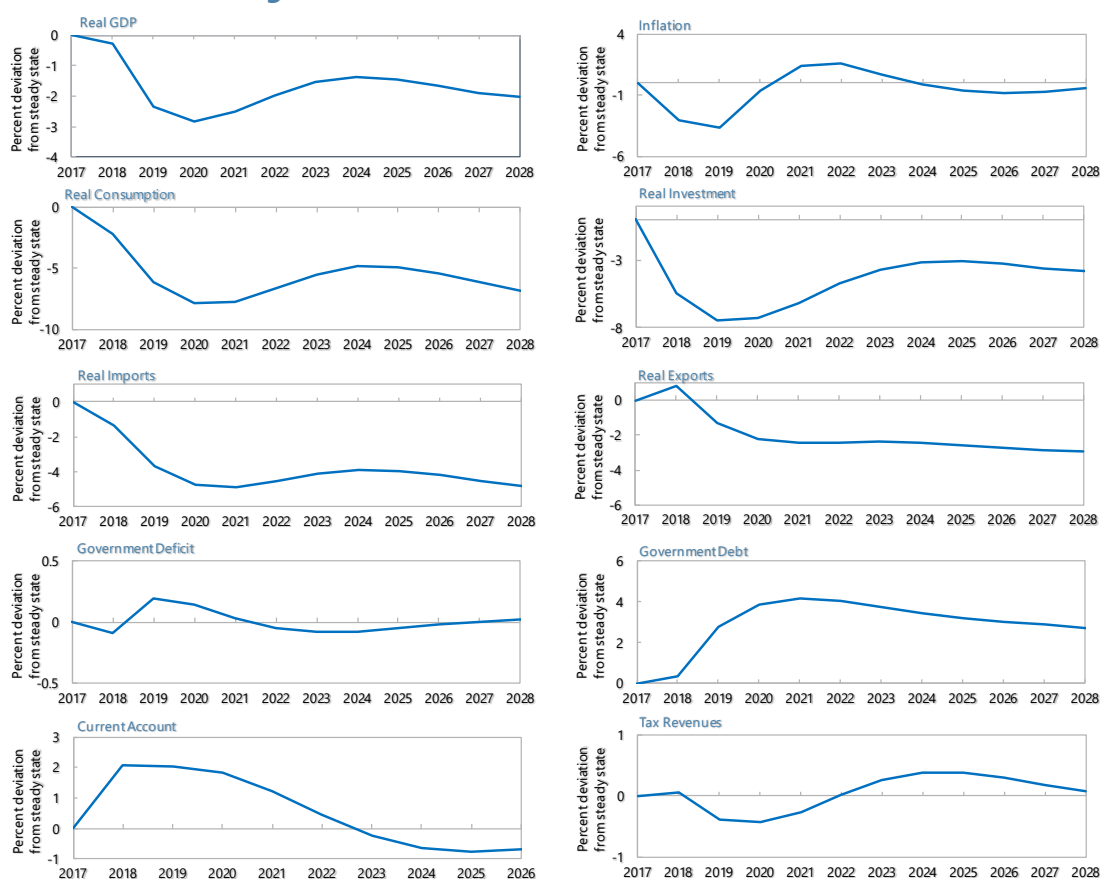 Real GDP
Percent deviation
from steady state
0
-1
-2
-3
-4
2017 2018 2019 2020 2021 2022 2023 2024 2025 2026 2027 2028
Inflation
Percent deviation
from steady state
4
-1
-6
2017 2018 2019 2020 2021 2022 2023 2024 2025 2026 2027 2028
Real Consumption
Percent deviation
from steady state
0
-5
-10
2017 2018 2019 2020 2021 2022 2023 2024 2025 2026 2027 2028
Real Investment
Percent deviation
from steady state
-3
-8
2017 2018 2019 2020 2021 2022 2023 2024 2025 2026 2027 2028
Real Imports
Percent deviation
from steady state
0
-2
-4
-6
2017 2018 2019 2020 2021 2022 2023 2024 2025 2026 2027 2028
Real Exports
Percent deviation
from steady state
0
-2
-4
-6
2017 2018 2019 2020 2021 2022 2023 2024 2025 2026 2027 2028
Government Deficit
Percent deviation
from steady state
0.5
0
-0.5
2017 2018 2019 2020 2021 2022 2023 2024 2025 2026 2027 2028
Government Debt
Percent deviation
from steady state
6
4
2
0
2017 2018 2019 2020 2021 2022 2023 2024 2025 2026 2027 2028
Current Account
Percent deviation
from steady state
3
2
1
0
-1
2017 2018 2019 2020 2021 2022 2023 2024 2025 2026
Tax Revenues
Percent deviation
from steady state
1
0
-1
2017 2018 2019 2020 2021 2022 2023 2024 2025 2026 2027 2028